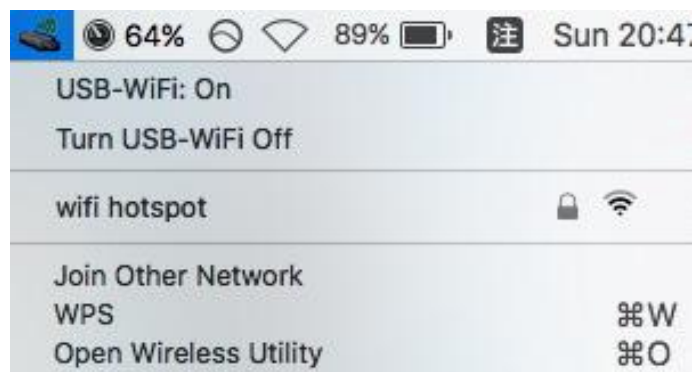 64% 89% 注 Sun 20:47
USB-WiFi: On
Turn USB-WiFi Off
wifi hotspot
Join Other Network
WPS ⌘W
Open Wireless Utility ⌘O